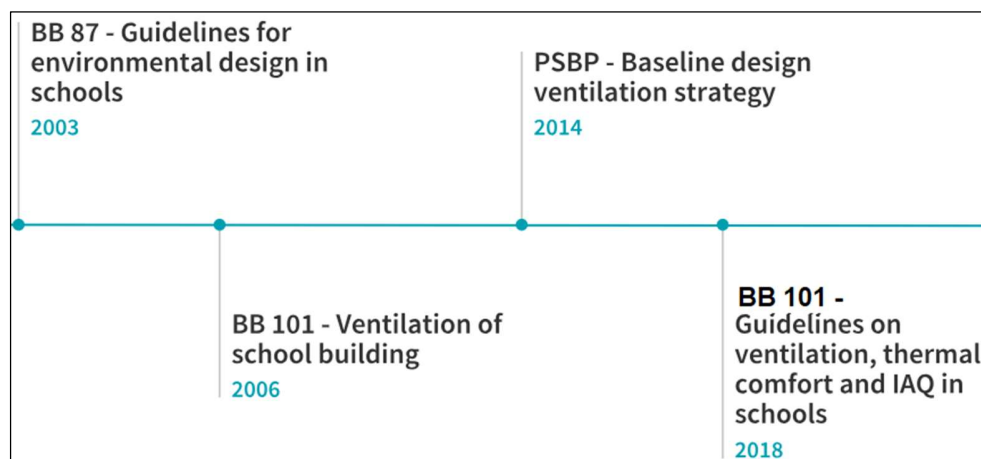 BB 87 - Guidelines for
environmental design in
schools
2003
PSBP - Baseline design
ventilation strategy
2014
BB 101 - Ventilation of
school building
2006
BB 101 -
Guidelines on
ventilation, thermal
comfort and IAQ in
schools
2018